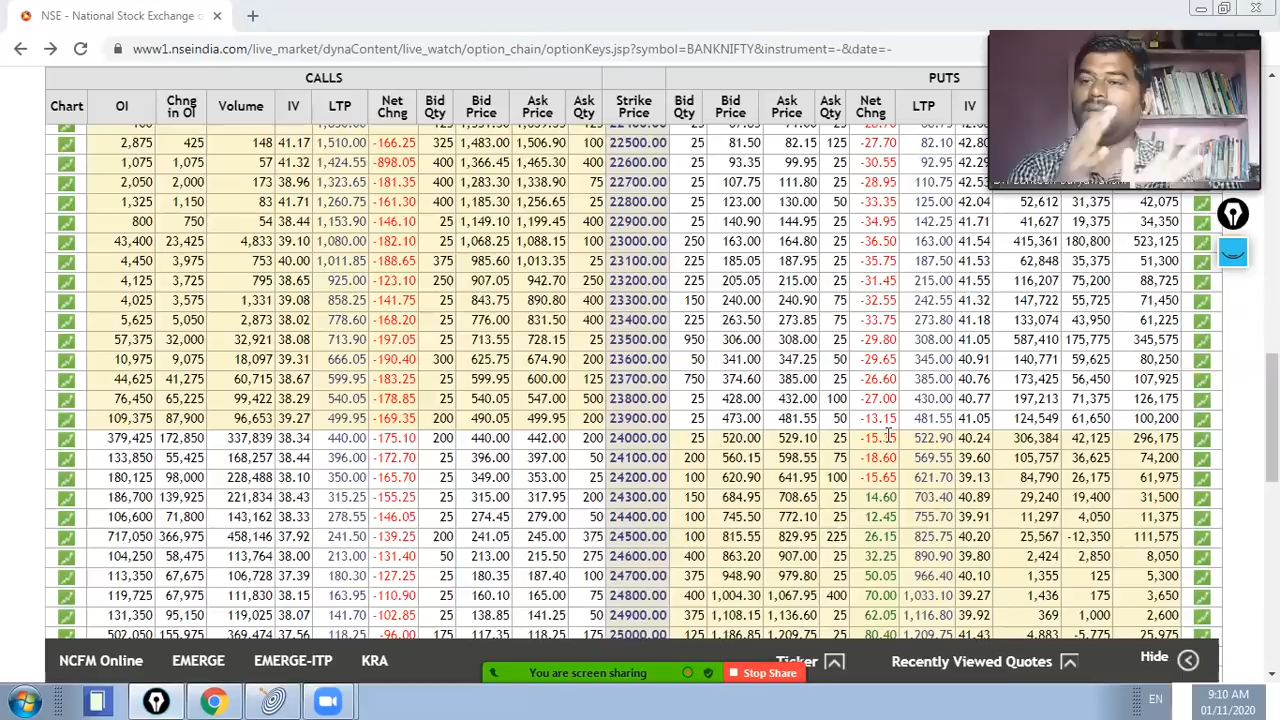 NSE - National Stock Exchange o
www1.nseindia.com/live_market/dynaContent/live_watch/option_chain/optionKeys.jsp?symbol=BANKNIFTY&instrument=-&date=-
CALLS PUTS
Chart OI Chng in OI Volume IV LTP Net Chng Bid Qty Bid Price Ask Price Ask Qty Strike Price Bid Qty Bid Price Ask Price Ask Qty Net Chng LTP IV
2,875 425 148 41.17 1,510.00 -166.25 325 1,483.00 1,506.90 100 22500.00 25 81.50 82.15 125 -27.70 82.10 42.80
1,075 1,075 57 41.32 1,424.55 -898.05 400 1,366.45 1,465.30 400 22600.00 25 93.35 99.95 25 -30.55 92.95
2,050 2,000 173 38.96 1,323.65 -181.35 400 1,283.30 1,338.90 75 22700.00 25 107.75 111.80 25 -28.95 110.75
1,325 1,150 83 41.71 1,260.75 -161.30 400 1,185.30 1,256.65 25 22800.00 25 123.00 130.00 50 -33.35 125.00 42.04 52,612 31,375 42,075
800 750 54 38.44 1,153.90 -146.10 25 1,149.10 1,199.45 400 22900.00 25 140.90 144.95 25 -34.95 142.25 41.71 41,627 19,375 34,350
43,400 23,425 4,833 39.10 1,080.00 -182.10 25 1,068.25 1,083.15 100 23000.00 250 163.00 164.80 25 -36.50 163.00 41.54 415,361 180,800 523,125
4,450 3,975 753 40.00 1,011.85 -188.65 375 985.60 1,013.35 25 23100.00 225 185.05 187.95 25 -35.75 187.50 41.53 62,848 35,375 51,300
4,125 3,725 795 38.65 925.00 -123.10 250 907.05 942.70 250 23200.00 225 205.05 215.00 25 -31.45 215.00 41.55 116,207 75,200 88,725
4,025 3,575 1,331 39.08 858.25 -141.75 25 843.75 890.80 400 23300.00 150 240.00 240.90 75 -32.55 242.55 41.32 147,722 55,725 71,450
5,625 5,050 2,873 38.02 778.60 -168.20 25 776.00 831.50 400 23400.00 225 263.50 273.85 75 -33.75 273.80 41.18 133,074 43,950 61,225
57,375 32,000 32,921 38.08 713.90 -197.05 25 713.55 728.15 25 23500.00 950 306.00 308.00 25 -29.80 308.00 41.05 587,410 175,775 345,575
10,975 9,075 18,097 39.31 666.05 -190.40 300 625.75 674.90 200 23600.00 50 341.00 347.25 50 -29.65 345.00 40.91 140,771 59,625 80,250
44,625 41,275 60,715 38.67 599.95 -183.25 25 599.95 600.00 125 23700.00 750 374.60 385.00 25 -26.60 385.00 40.76 173,425 56,450 107,925
76,450 65,225 99,422 38.29 540.05 -178.85 25 540.05 547.00 500 23800.00 25 428.00 432.00 100 -27.00 430.00 40.77 197,213 71,375 126,175
109,375 87,900 96,653 39.27 499.95 -169.35 200 490.05 499.95 200 23900.00 25 473.00 481.55 50 -13.15 481.55 41.05 124,549 61,650 100,200
379,425 172,850 337,839 38.34 440.00 -175.10 200 440.00 442.00 200 24000.00 25 520.00 529.10 25 522.90 40.24 306,384 42,125 296,175
133,850 55,425 168,257 38.44 396.00 -172.70 25 396.00 397.00 50 24100.00 200 560.15 598.55 75 -18.60 569.55 40.26 105,757 36,625 74,200
180,125 98,000 228,488 38.10 350.00 -165.70 25 349.00 353.00 25 24200.00 100 620.90 641.95 100 -15.65 621.70 39.13 84,790 26,175 61,975
186,700 139,925 221,834 38.43 315.25 -155.25 25 315.00 317.95 200 24300.00 150 684.95 708.65 25 14.60 703.40 40.89 29,240 19,400 31,500
106,600 71,800 143,162 38.33 278.55 -146.05 25 274.45 279.00 50 24400.00 100 745.50 772.10 25 12.45 755.70 39.91 11,297 4,050 11,375
717,050 366,975 458,146 37.92 241.50 -139.25 200 241.05 245.00 375 24500.00 100 815.55 829.95 225 26.15 825.75 40.20 25,567 -12,350 111,575
104,250 58,475 113,764 38.00 213.00 -131.40 50 213.00 215.50 275 24600.00 400 863.20 907.00 25 32.25 890.90 39.80 2,424 2,850 8,050
113,350 67,675 106,728 37.39 180.30 -127.25 25 180.35 187.40 100 24700.00 375 948.90 979.80 25 50.05 966.40 40.10 1,355 125 5,300
119,725 67,675 111,830 38.15 163.95 -110.90 25 160.10 165.00 75 24800.00 400 1,004.30 1,067.95 400 70.00 1,033.10 39.27 1,436 175 3,650
131,350 95,150 119,025 38.07 141.70 -102.85 25 138.85 141.25 50 24900.00 375 1,108.15 1,136.60 25 62.05 1,116.80 39.92 369 1,000 2,600
502,050 155,975 369,474 37.56 118.25 -96.00 175 118.25 175 25000.00 125 1,186.85 1,209.75 25 80.40 1,209.75 41.43 4,883 -5,775 25,975
NCFM Online EMERGE EMERGE-ITP KRA Ticker Recently Viewed Quotes Hide
You are screen sharing Stop Share
EN 9:10 AM
01/11/2020